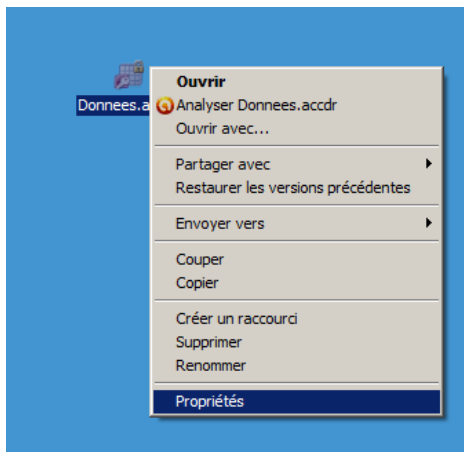 Donnees.a
Ouvrir
Analyser Donnees.accdr
Ouvrir avec...
Partager avec
Restaurer les versions précédentes
Envoyer vers
Couper
Copier
Créer un raccourci
Supprimer
Renommer
Propriétés